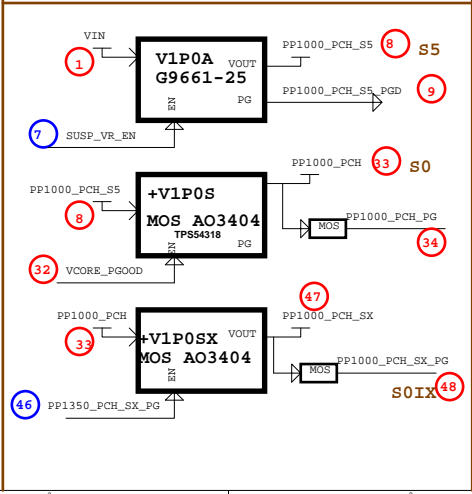 VIN
1
V1P0A
G9661-25
VOUT
EN
PG
PP1000_PCH_S5
8
S5
PP1000_PCH_S5_PGD
9
7
SUSP_VR_EN
PP1000_PCH_S5
8
+V1P0S
MOS AO3404
TPS54318
EN
PG
PP1000_PCH
33
S0
MOS
PP1000_PCH_PG
34
32
VCORE_PGOOD
PP1000_PCH
33
+V1P0SX
VOUT
MOS AO3404
EN
47
PP1000_PCH_SX
MOS
PP1000_PCH_SX_PG
48
S0IX
46
PP1350_PCH_SX_PG